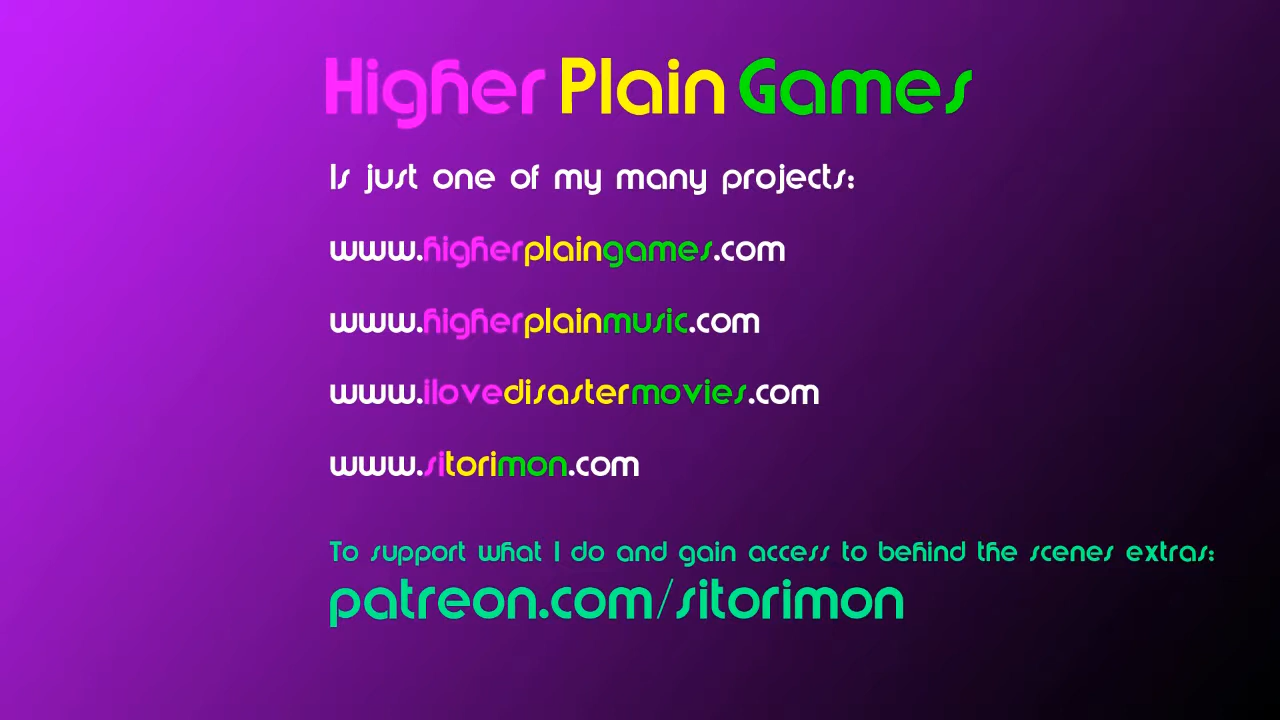 Higher Plain Games
Is just one of my many projects:
www.higherplaingames.com
www.higherplainmusic.com
www.ilovedisastermovies.com
www.sitorimon.com
To support what I do and gain access to behind the scenes extras:
patreon.com/sitorimon